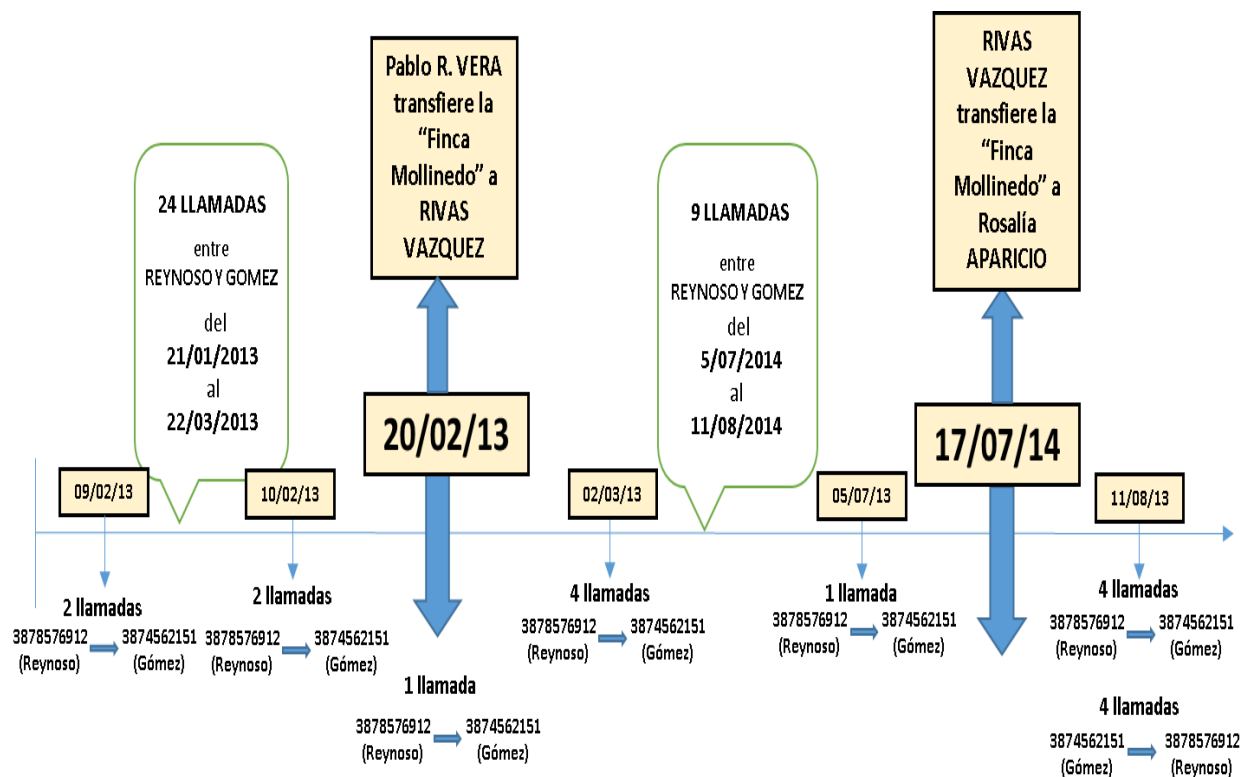 Pablo R. VERA
transfiere la
“Finca
Mollinedo” a
RIVAS
VAZQUEZ
RIVAS
VAZQUEZ
transfiere la
“Finca
Mollinedo” a
Rosalía
APARICIO
24 LLAMADAS
entre
REYNOSO Y GOMEZ
del
21/01/2013
al
22/03/2013
9 LLAMADAS
entre
REYNOSO Y GOMEZ
del
5/07/2014
al
11/08/2014
20/02/13
17/07/14
09/02/13
10/02/13
02/03/13
05/07/13
11/08/13
2 llamadas
3878576912
(Reynoso)
3874562151
(Gómez)
2 llamadas
3878576912
(Reynoso)
3874562151
(Gómez)
1 llamada
3878576912
(Reynoso)
3874562151
(Gómez)
4 llamadas
3878576912
(Reynoso)
3874562151
(Gómez)
1 llamada
3878576912
(Reynoso)
3874562151
(Gómez)
4 llamadas
3878576912
(Reynoso)
3874562151
(Gómez)
4 llamadas
3874562151
(Gómez)
3878576912
(Reynoso)